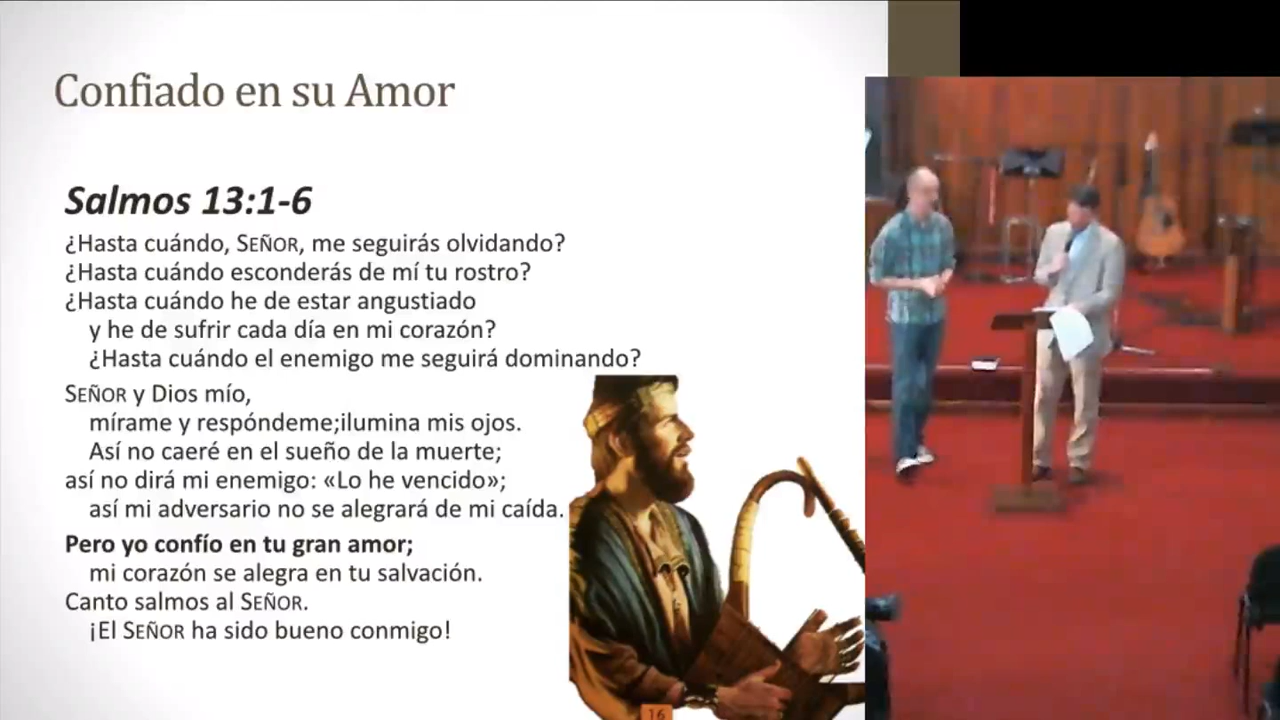 Confiado en su Amor
Salmos 13:1-6
¿Hasta cuándo, SEÑOR, me seguirás olvidando?
¿Hasta cuándo esconderás de mí tu rostro?
¿Hasta cuándo he de estar angustiado
y he de sufrir cada día en mi corazón?
¿Hasta cuándo el enemigo me seguirá dominando?
SEÑOR y Dios mío,
mírame y respóndeme;ilumina mis ojos.
Así no caeré en el sueño de la muerte;
así no dirá mi enemigo: «Lo he vencido»;
así mi adversario no se alegrará de mi caída.
Pero yo confío en tu gran amor;
mi corazón se alegra en tu salvación.
Canto salmos al SEÑOR.
¡El SEÑOR ha sido bueno conmigo!
16